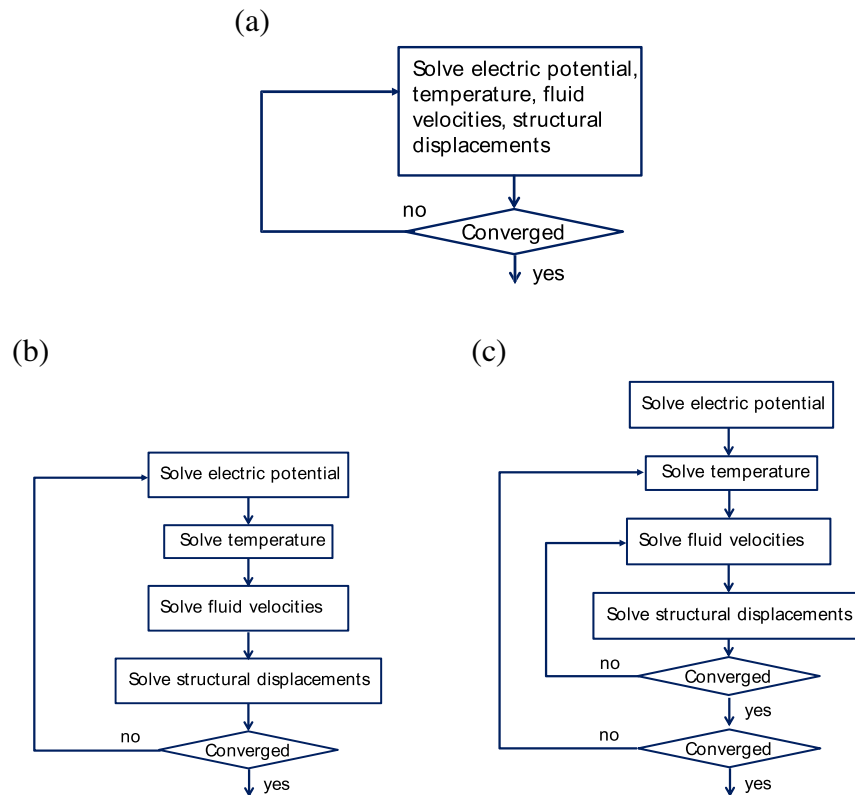 (a)
Solve electric potential,
temperature, fluid
velocities, structural
displacements
no
Converged
yes
(b)
Solve electric potential
Solve temperature
Solve fluid velocities
Solve structural displacements
no
Converged
yes
(c)
Solve electric potential
Solve temperature
Solve fluid velocities
Solve structural displacements
no
Converged
yes
no
Converged
yes